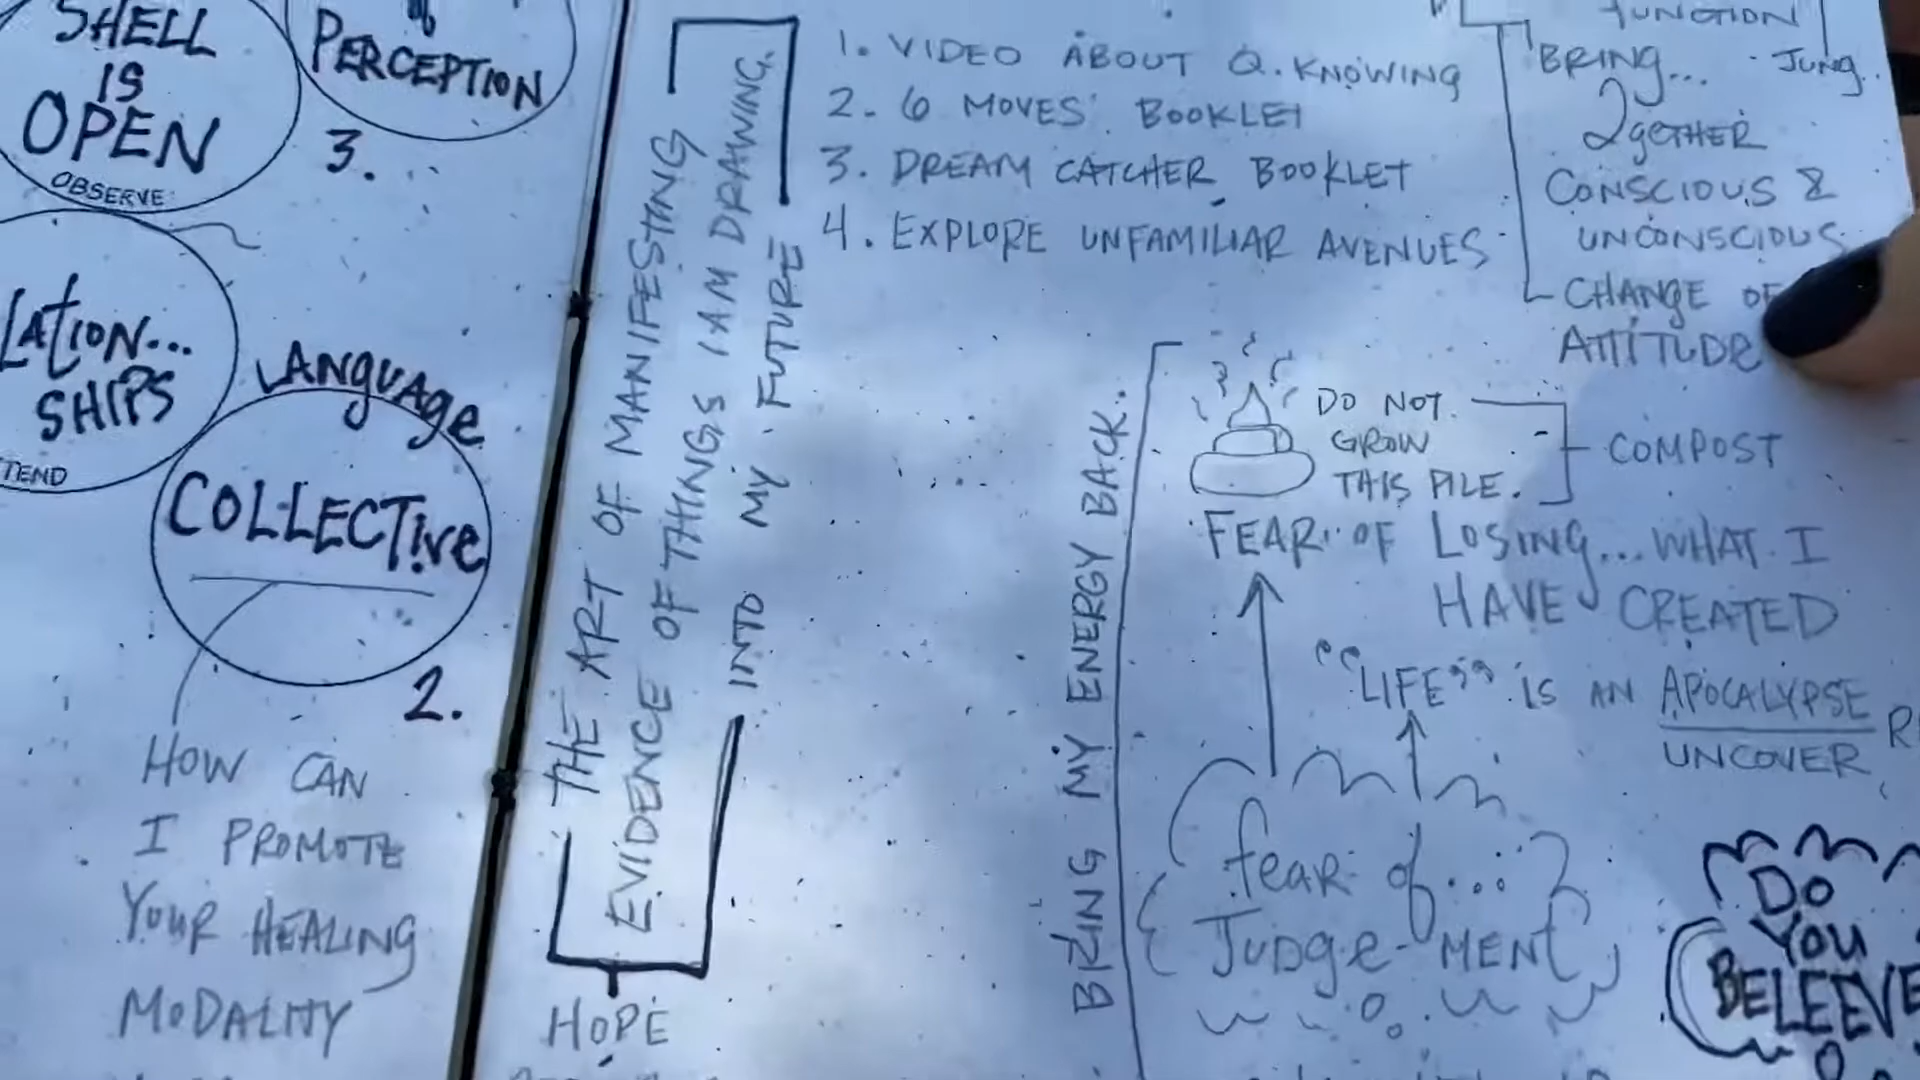 SHELL
IS
OPEN
OBSERVE
PERCEPTION
3.
LATION...
SHIPS
TEND
LANGUAGE
COLLECTIVE
2.
HOW CAN
I PROMOTE
YOUR HEALING
MODALITY
THE ART OF MANIFESTING
EVIDENCE OF THINGS I AM DRAWING
INTO MY FUTURE
HOPE
1. VIDEO ABOUT Q. KNOWING
2. 6 MOVES BOOKLET
3. DREAM CATCHER BOOKLET
4. EXPLORE UNFAMILIAR AVENUES
FUNCTION
BRING... JUNG
2GETHER
CONSCIOUS &
UNCONSCIOUS
CHANGE OF
ATTITUDE
BRING MY ENERGY BACK.
DO NOT
GROW
THIS PILE.
COMPOST
FEAR OF LOSING... WHAT I
HAVE CREATED
"LIFE" IS AN APOCALYPSE
UNCOVER
fear of...
JUDGE-MENT
DO
YOU
BELEEVE